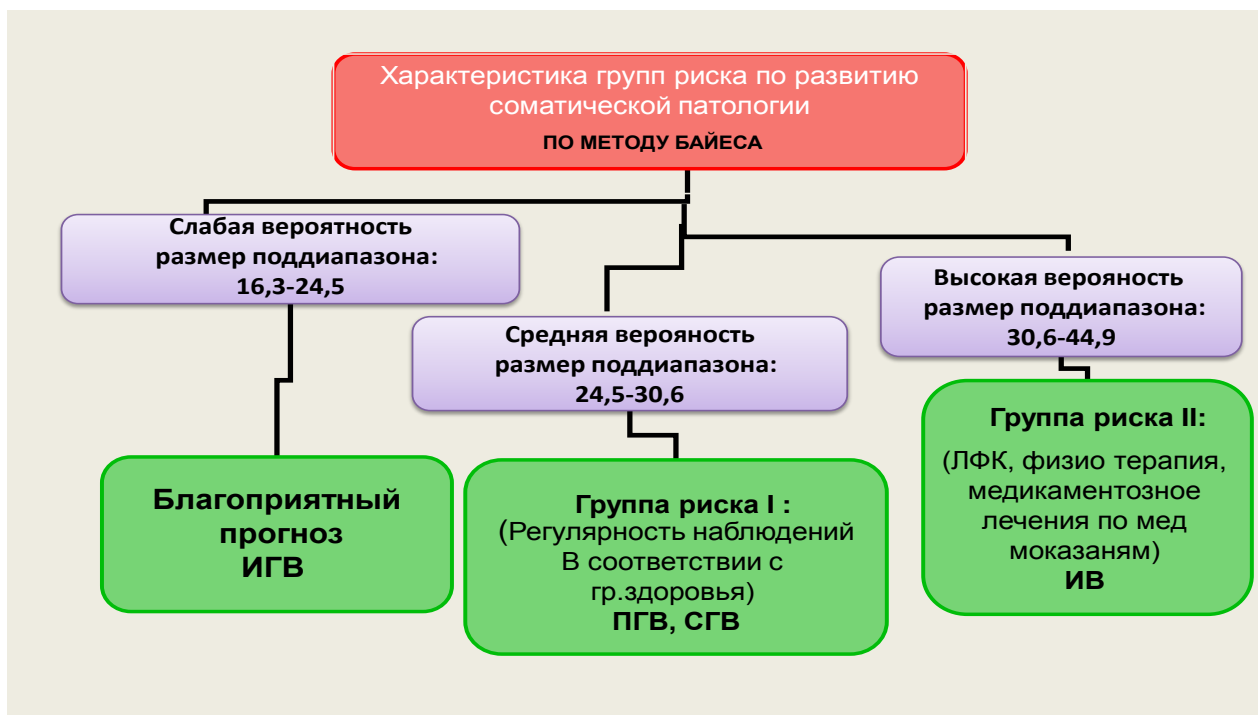 Характеристика групп риска по развитию
соматической патологии
ПО МЕТОДУ БАЙЕСА
Слабая вероятность
размер поддиапазона:
16,3-24,5
Средняя верояность
размер поддиапазона:
24,5-30,6
Высокая верояность
размер поддиапазона:
30,6-44,9
Благоприятный
прогноз
ИГВ
Группа риска I :
(Регулярность наблюдений
В соответствии с
гр.здоровья)
ПГВ, СГВ
Группа риска II:
(ЛФК, физио терапия,
медикаментозное
лечения по мед
моказаням)
ИВ